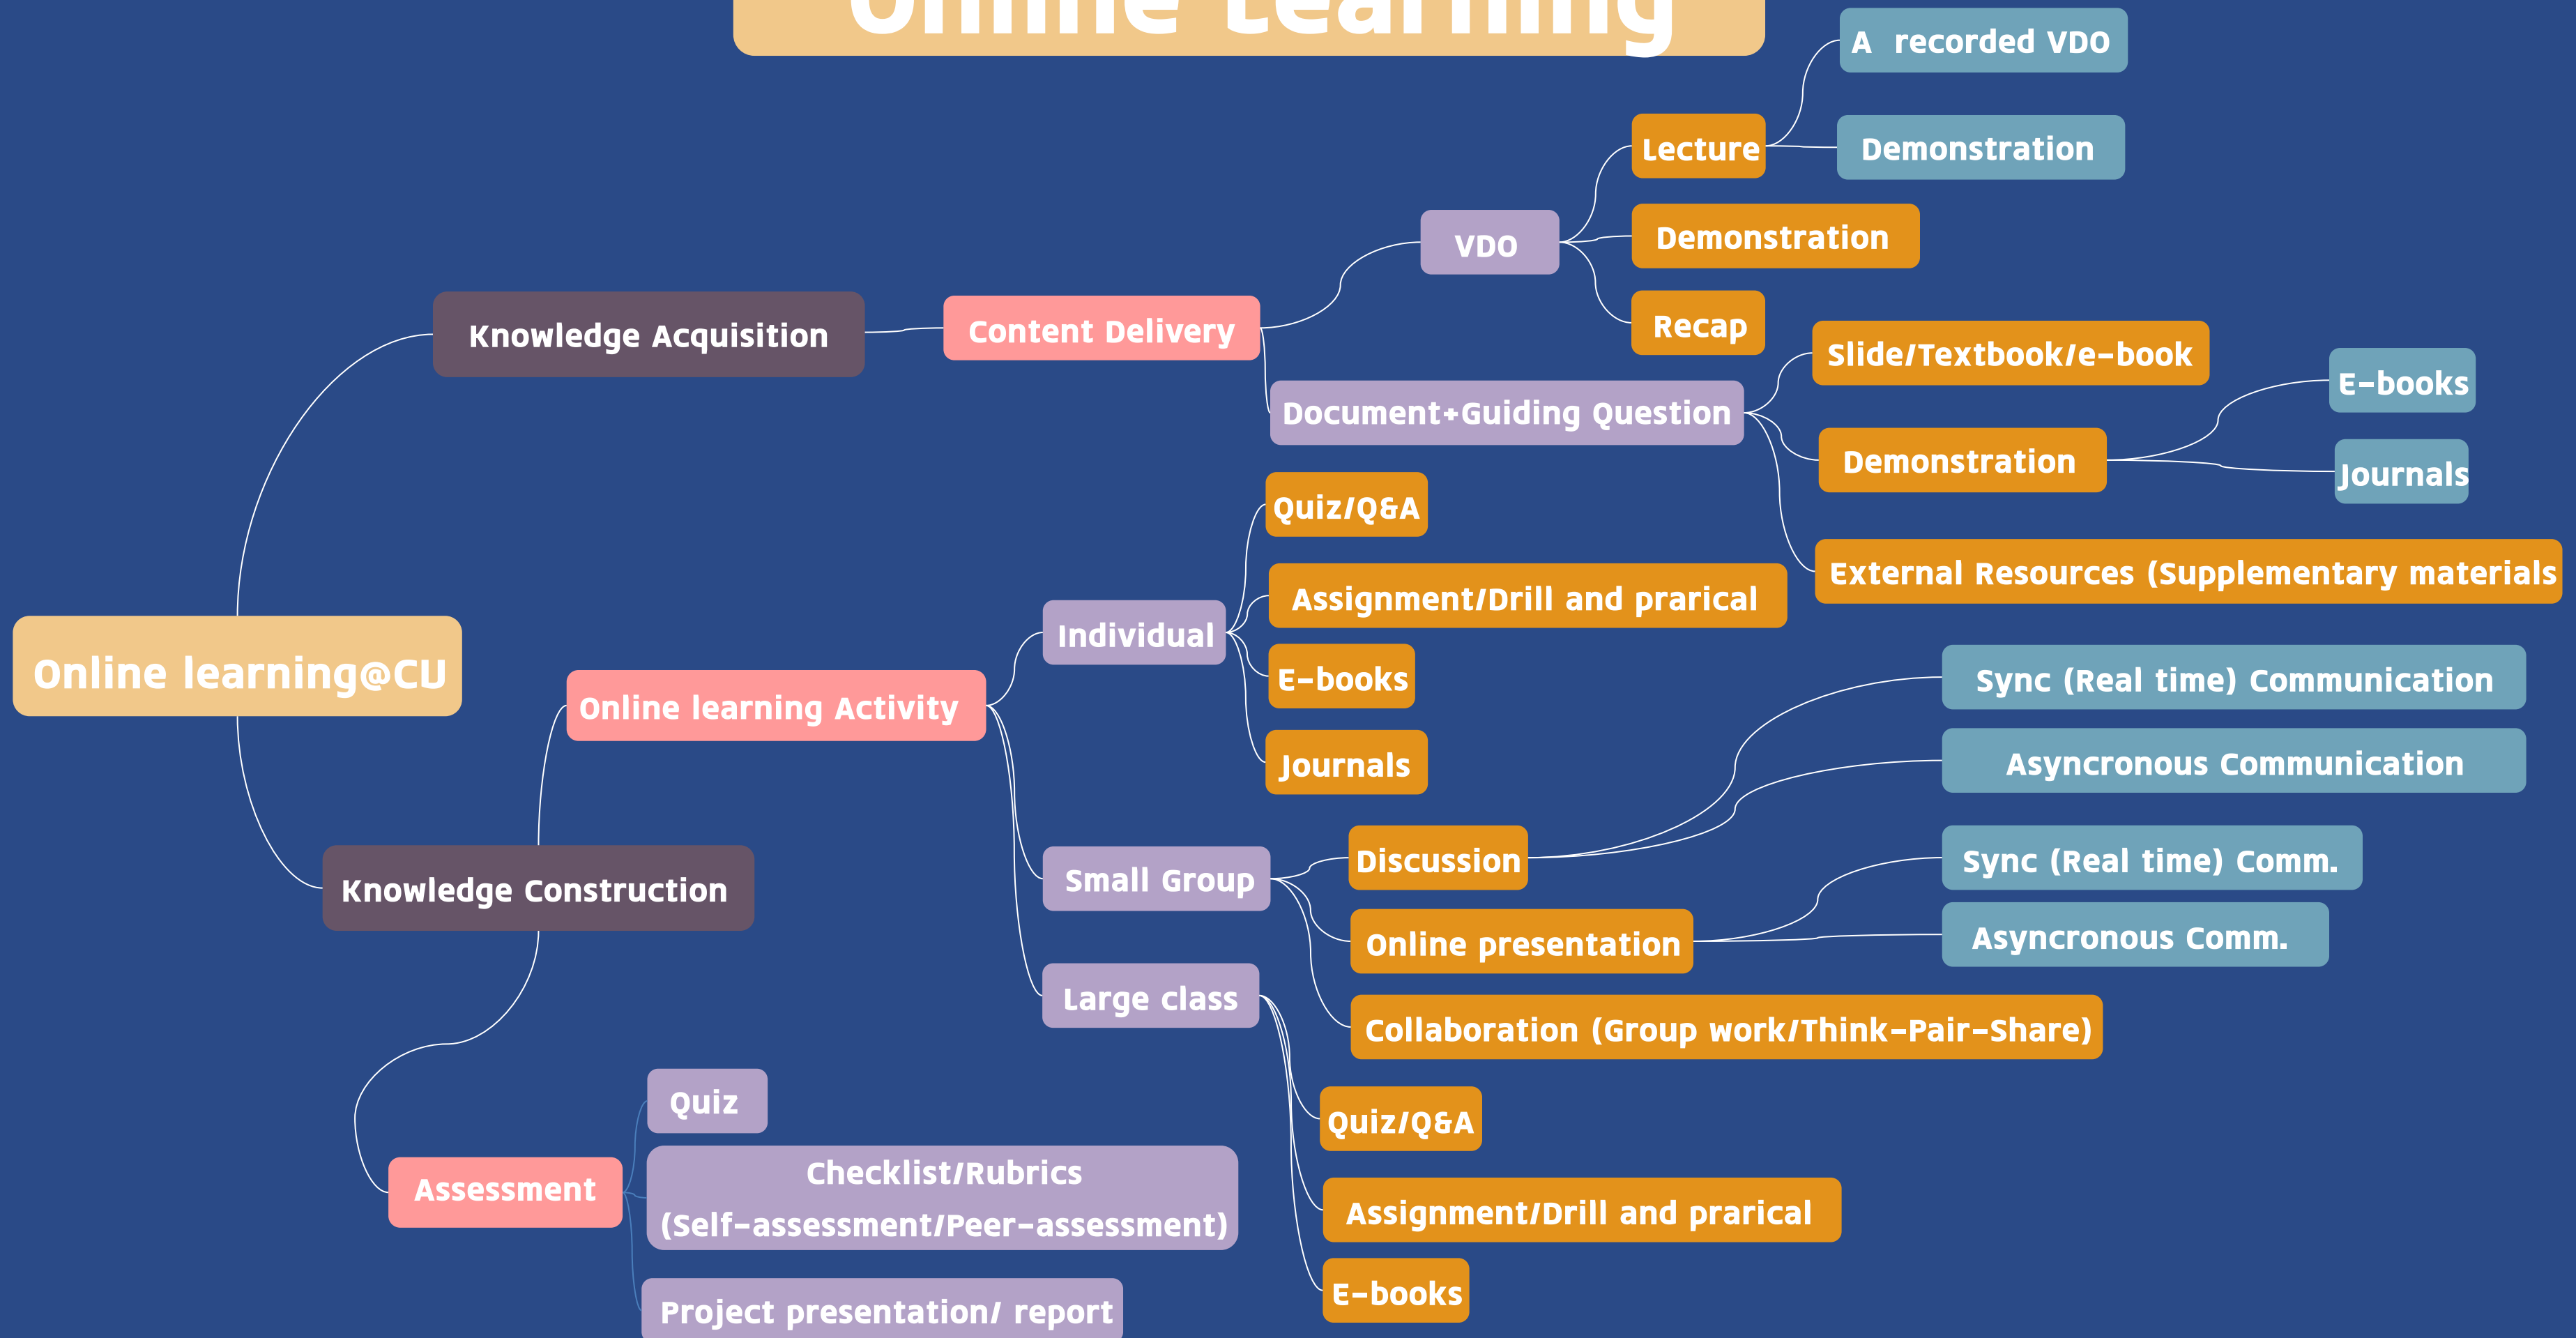 Online Learning
A recorded VDO
Lecture
Demonstration
VDO
Demonstration
Recap
Knowledge Acquisition
Content Delivery
Slide/Textbook/e-book
Document+Guiding Question
E-books
Demonstration
Journals
External Resources (Supplementary materials
Quiz/Q&A
Assignment/Drill and prarical
Individual
E-books
Journals
Online learning@CU
Online learning Activity
Sync (Real time) Communication
Asyncronous Communication
Knowledge Construction
Small Group
Discussion
Sync (Real time) Comm.
Online presentation
Asyncronous Comm.
Large class
Collaboration (Group work/Think-Pair-Share)
Quiz/Q&A
Assignment/Drill and prarical
E-books
Assessment
Quiz
Checklist/Rubrics
(Self-assessment/Peer-assessment)
Project presentation/ report